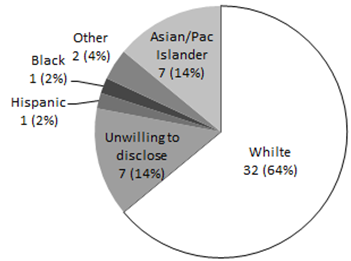 Other
2 (4%)
Asian/Pac
Islander
7 (14%)
Black
1 (2%)
Hispanic
1 (2%)
Unwilling to
disclose
7 (14%)
Whilte
32 (64%)